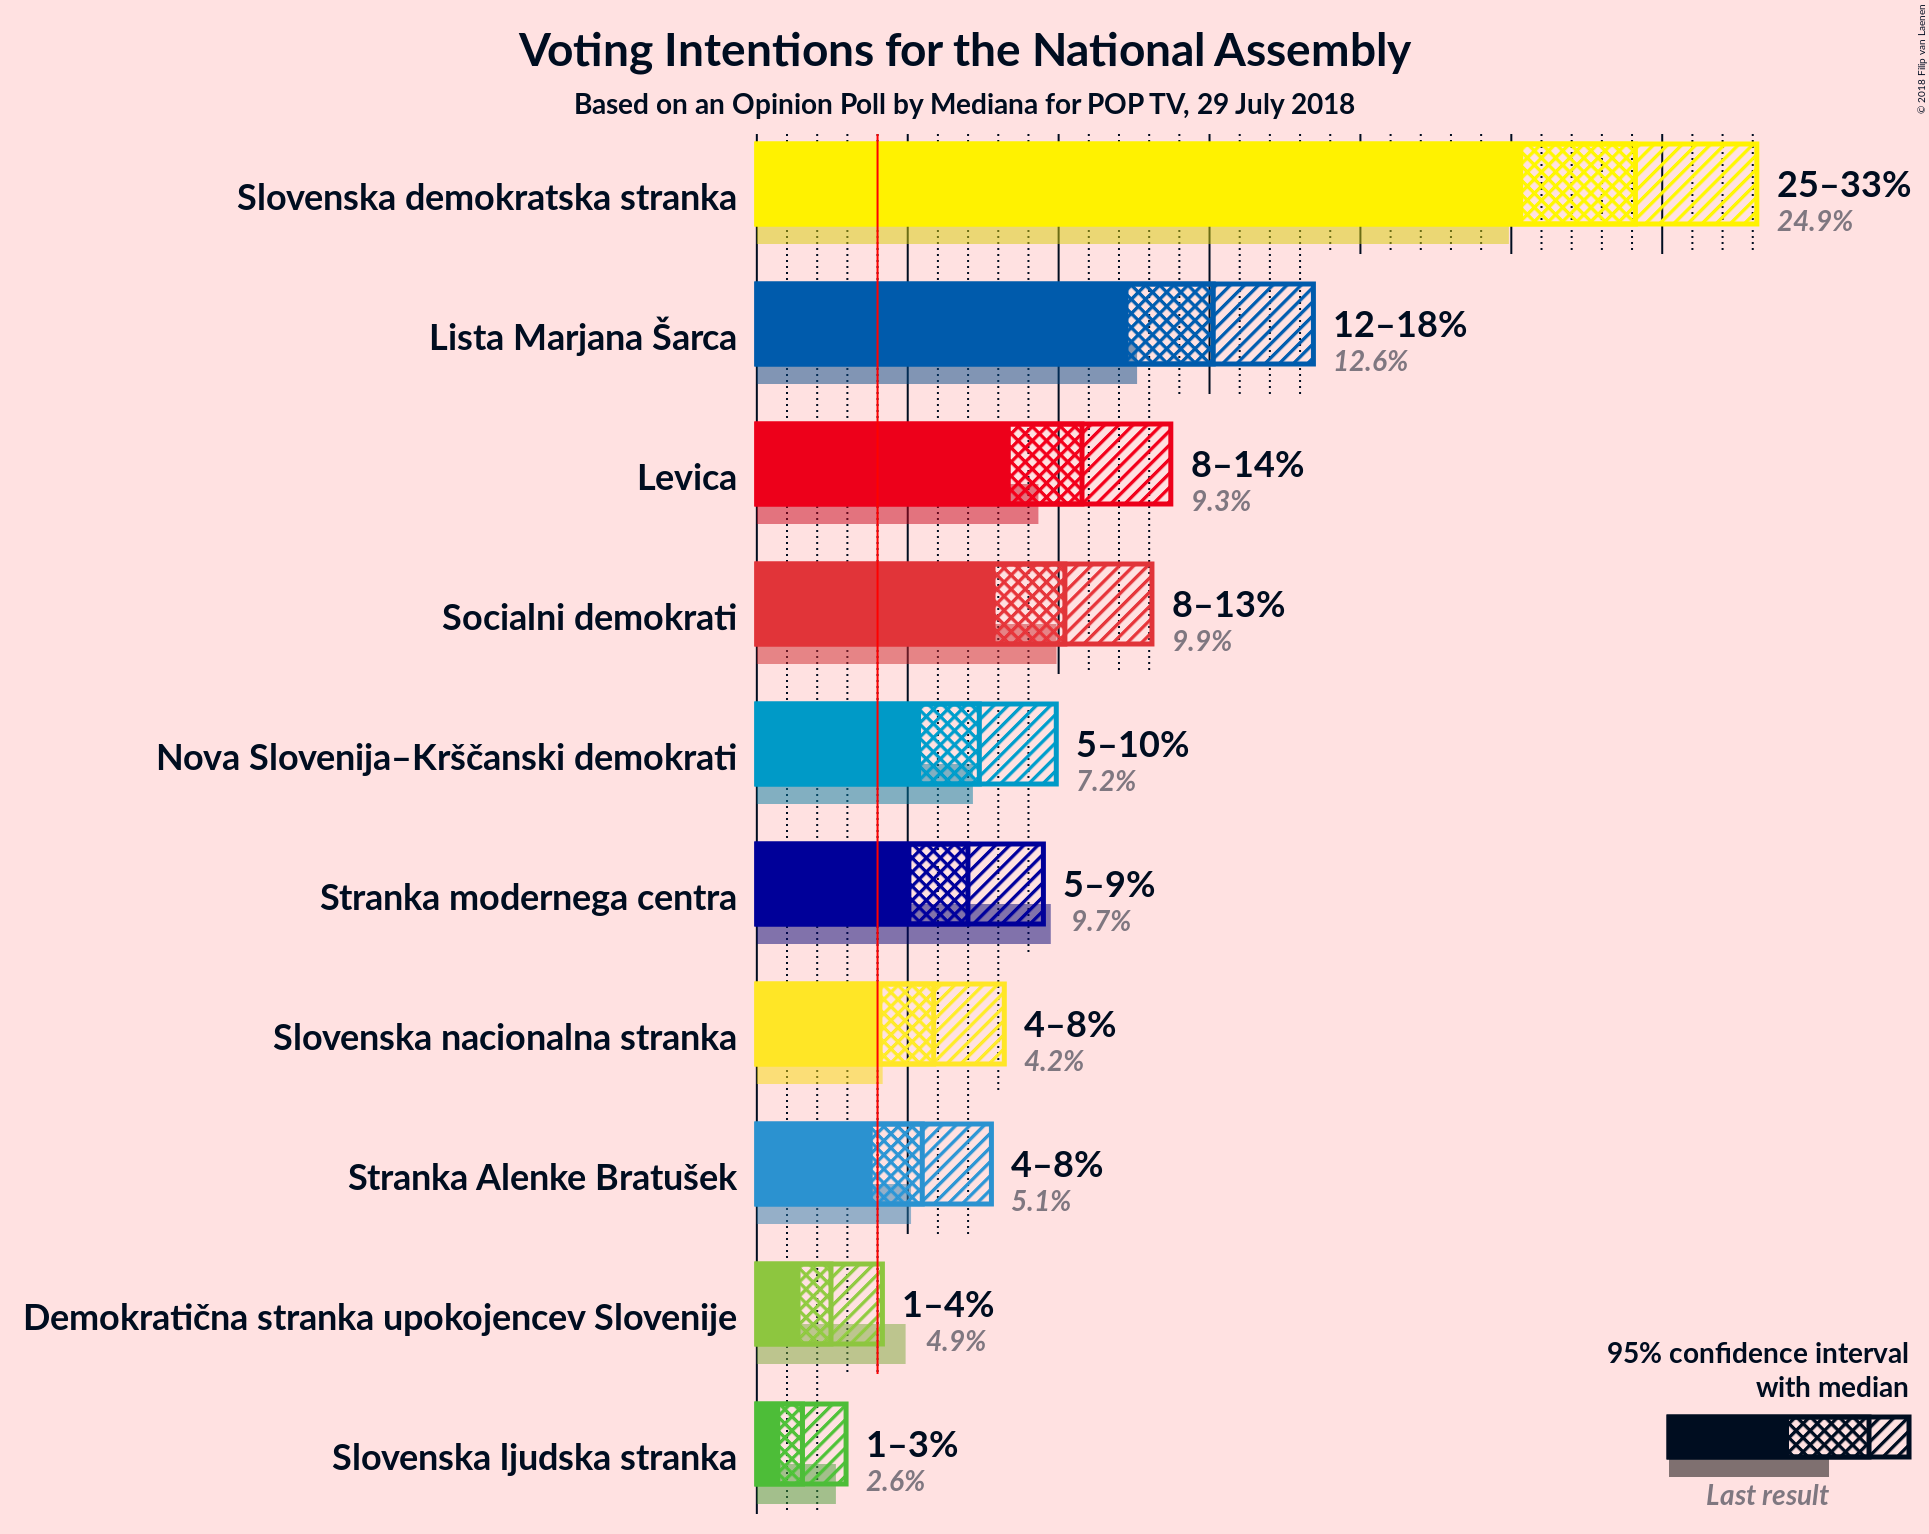 Voting Intentions for the National Assembly
Based on an Opinion Poll by Mediana for POP TV, 29 July 2018
© 2018 Filip van Laenen
Slovenska demokratska stranka
25–33%
24.9%
Lista Marjana Šarca
12–18%
12.6%
Levica
8–14%
9.3%
Socialni demokrati
8–13%
9.9%
Nova Slovenija–Krščanski demokrati
5–10%
7.2%
Stranka modernega centra
5–9%
9.7%
Slovenska nacionalna stranka
4–8%
4.2%
Stranka Alenke Bratušek
4–8%
5.1%
Demokratična stranka upokojencev Slovenije
1–4%
4.9%
Slovenska ljudska stranka
1–3%
2.6%
95% confidence interval
with median
Last result